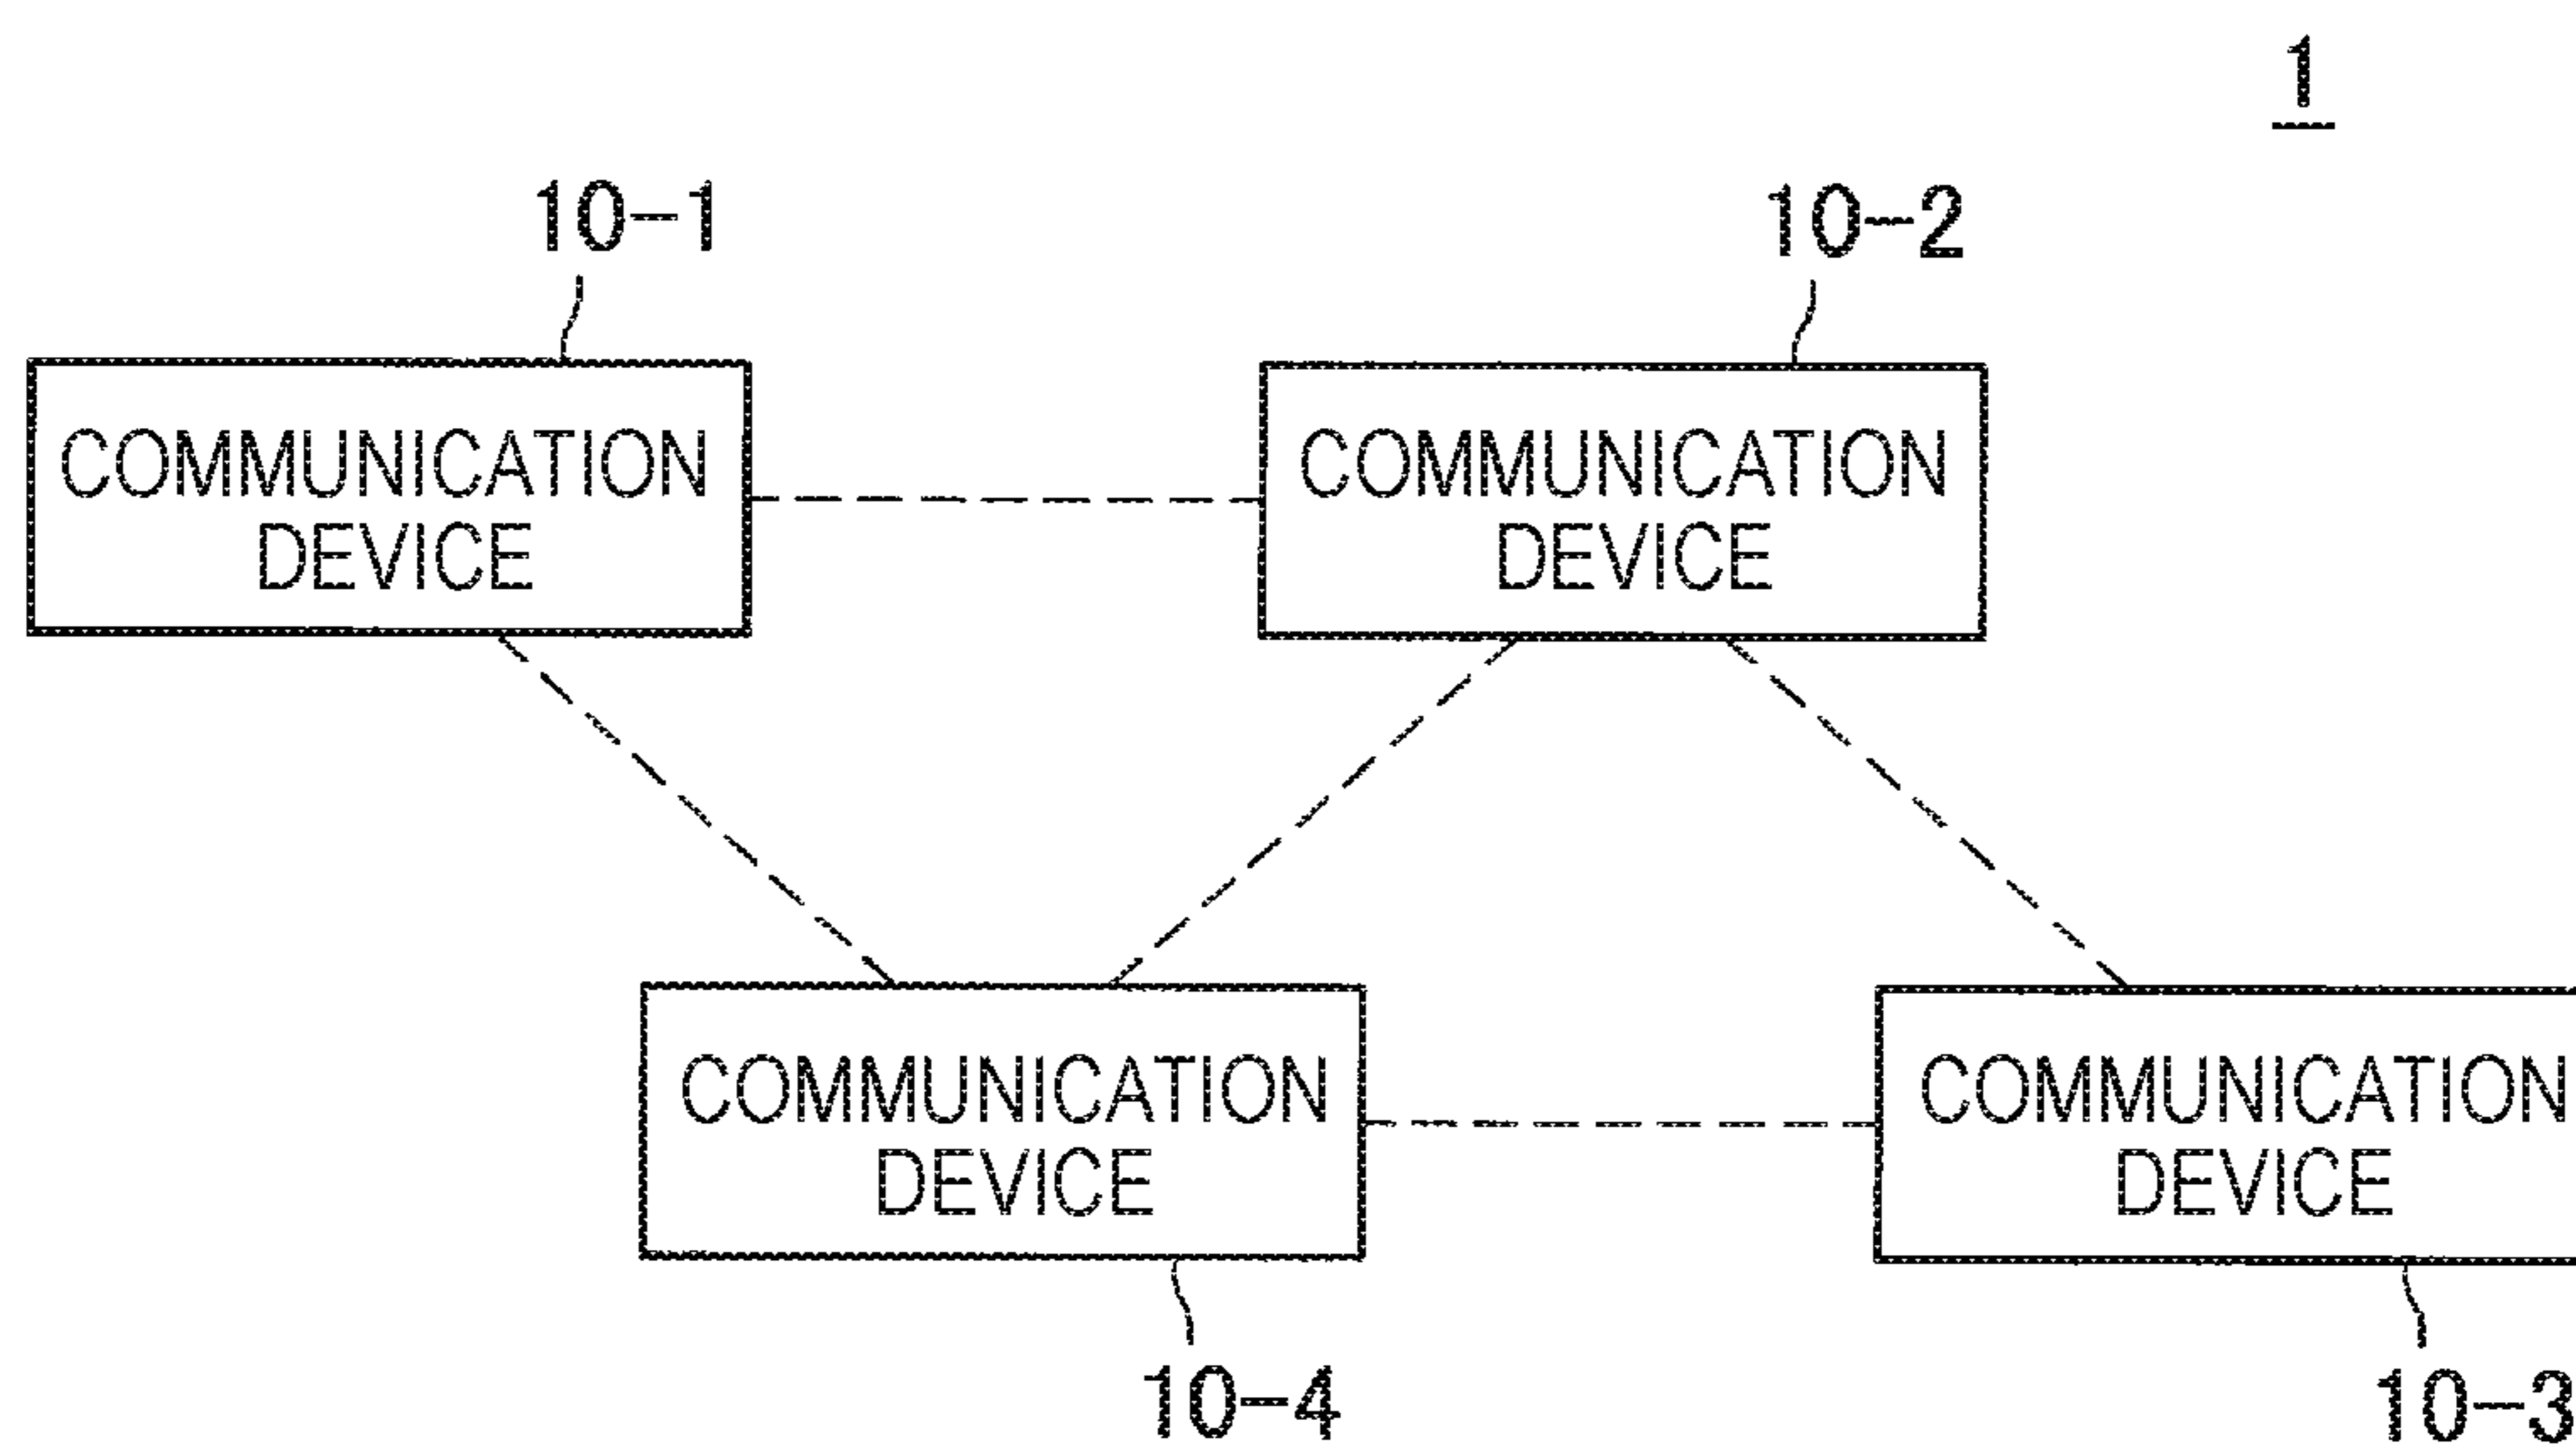 1
10-1
10-2
COMMUNICATION
DEVICE
COMMUNICATION
DEVICE
COMMUNICATION
DEVICE
COMMUNICATION
DEVICE
10-4
10-3